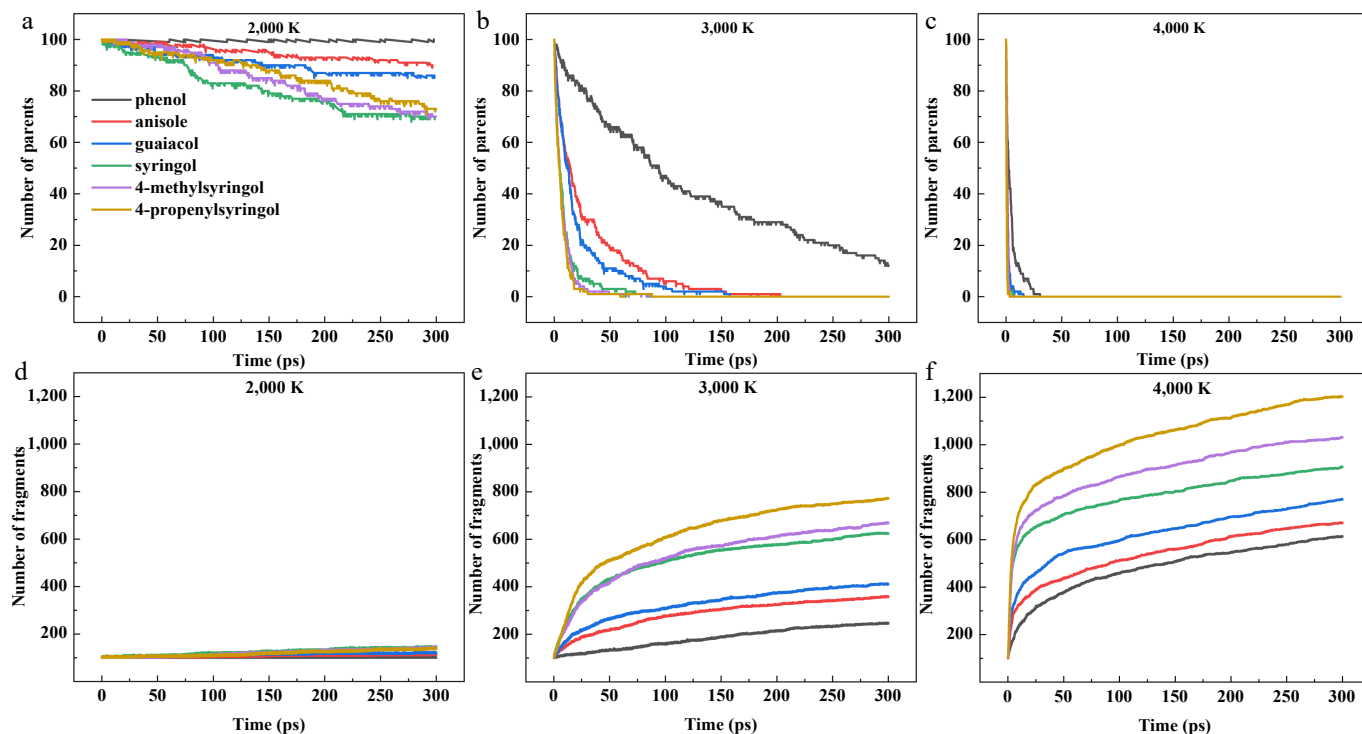 a
2,000 K
Number of parents
100
80
60
40
20
0
phenol
anisole
guaiacol
syringol
4-methylsyringol
4-propenylsyringol
0 50 100 150 200 250 300
Time (ps)
b
3,000 K
Number of parents
100
80
60
40
20
0
0 50 100 150 200 250 300
Time (ps)
c
4,000 K
Number of parents
100
80
60
40
20
0
0 50 100 150 200 250 300
Time (ps)
d
2,000 K
Number of fragments
1,200
1,000
800
600
400
200
0 50 100 150 200 250 300
Time (ps)
e
3,000 K
Number of fragments
1,200
1,000
800
600
400
200
0 50 100 150 200 250 300
Time (ps)
f
4,000 K
Number of fragments
1,200
1,000
800
600
400
200
0 50 100 150 200 250 300
Time (ps)